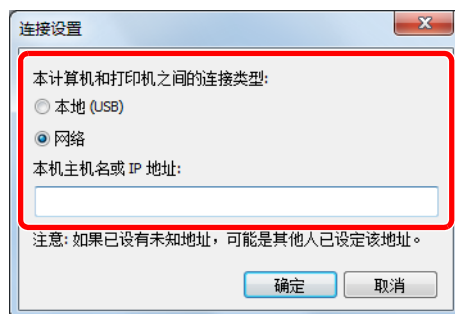 连接设置
本计算机和打印机之间的连接类型:
本地 (USB)
网络
本机主机名或 IP 地址:
注意: 如果已设有未知地址，可能是其他人已设定该地址。
确定 取消